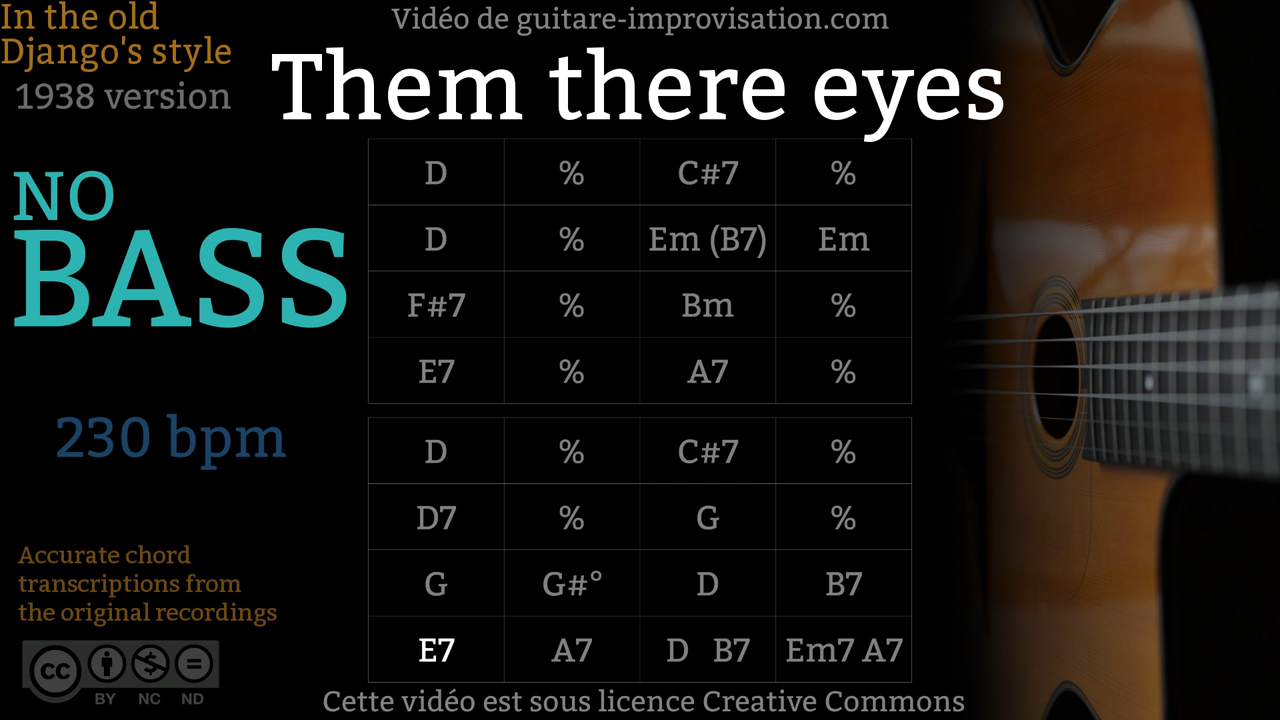 In the old
Django's style
1938 version
Vidéo de guitare-improvisation.com
Them there eyes
NO
BASS
230 bpm
Accurate chord
transcriptions from
the original recordings
cc BY NC ND
D % C#7 %
D % Em (B7) Em
F#7 % Bm %
E7 % A7 %
D % C#7 %
D7 % G %
G G#° D B7
E7 A7 D B7 Em7 A7
Cette vidéo est sous licence Creative Commons